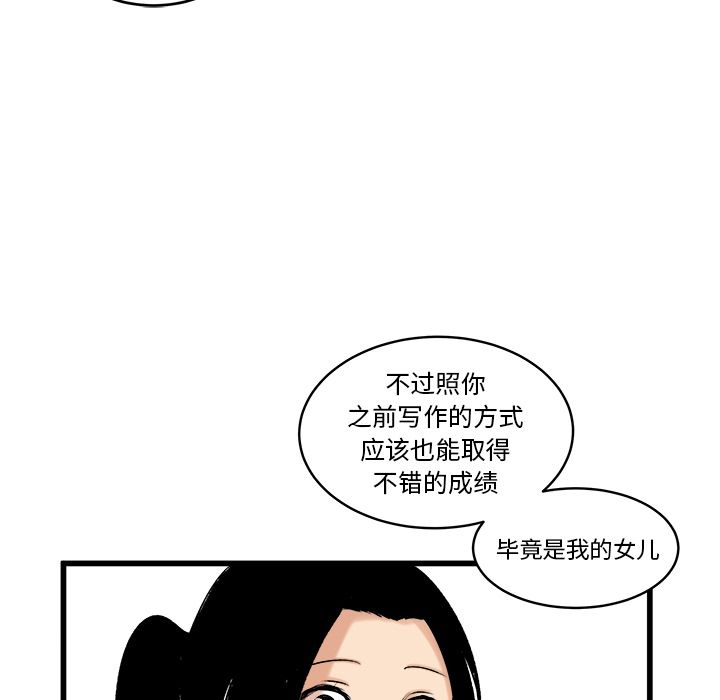 不过照你
之前写作的方式
应该也能取得
不错的成绩
毕竟是我的女儿